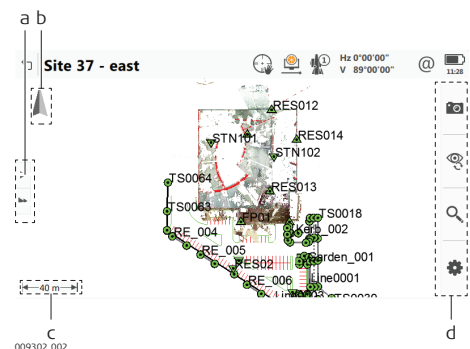 a b
Site 37 - east
1
Hz 0°00'00"
V 89°00'00"
@
11:28
RES012
STN101
RES014
STN102
TS0064
RES013
TS0063
FP01
TS0018
RE_004
Kerb_002
RE_005
Garden_001
RES02
RE_006
Line0001
40 m
c
d
009302_002